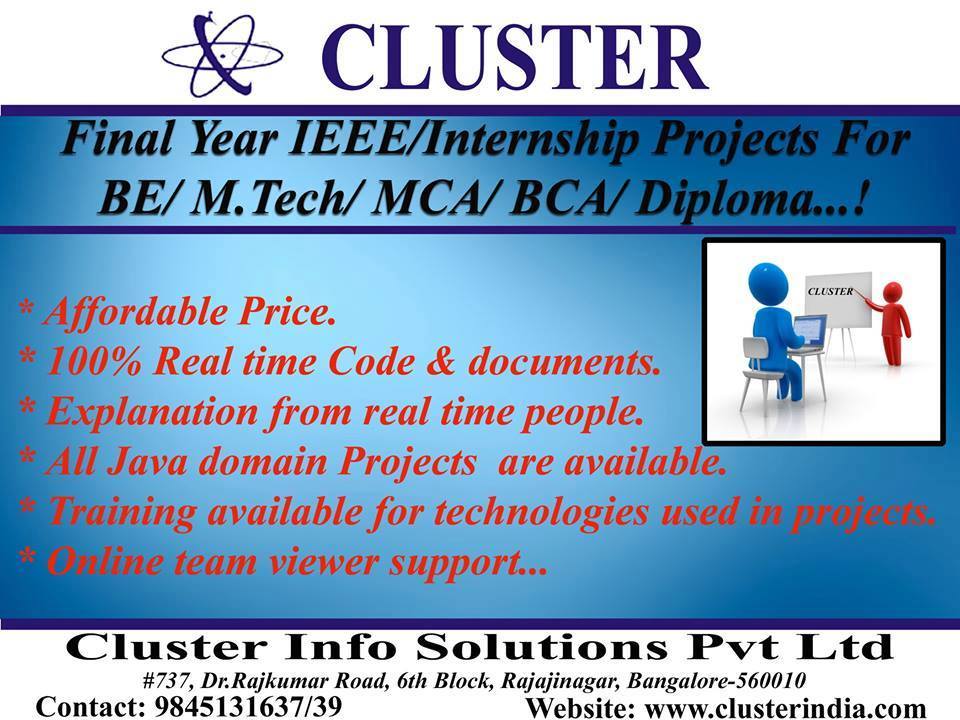 CLUSTER
Final Year IEEE/Internship Projects For
BE/ M.Tech/ MCA/ BCA/ Diploma...!
CLUSTER
* Affordable Price.
* 100% Real time Code & documents.
* Explanation from real time people.
* All Java domain Projects are available.
* Training available for technologies used in projects.
* Online team viewer support...
Cluster Info Solutions Pvt Ltd
#737, Dr.Rajkumar Road, 6th Block, Rajajinagar, Bangalore-560010
Contact: 9845131637/39 Website: www.clusterindia.com